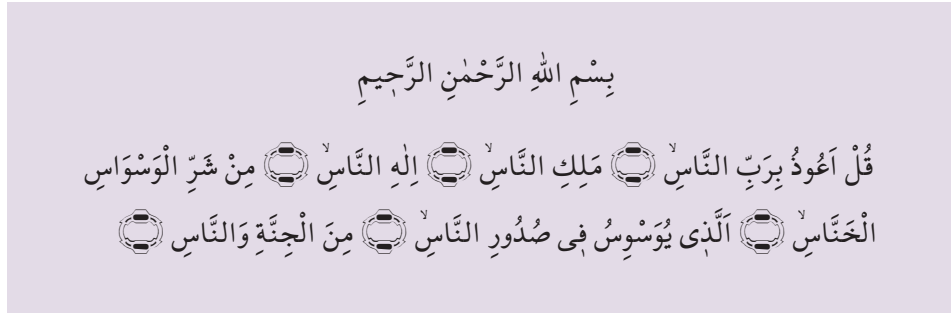 بِسْمِ اللّٰهِ الرَّحْمٰنِ الرَّح۪يمِ
قُلْ اَعُوذُ بِرَبِّ النَّاسِۙ ۝ مَلِكِ النَّاسِۙ ۝ اِلٰهِ النَّاسِۙ ۝ مِنْ شَرِّ الْوَسْوَاسِ
الْخَنَّاسِۙ ۝ اَلَّذ۪ى يُوَسْوِسُ ف۪ى صُدُورِ النَّاسِۙ ۝ مِنَ الْجِنَّةِ وَالنَّاسِ ۝